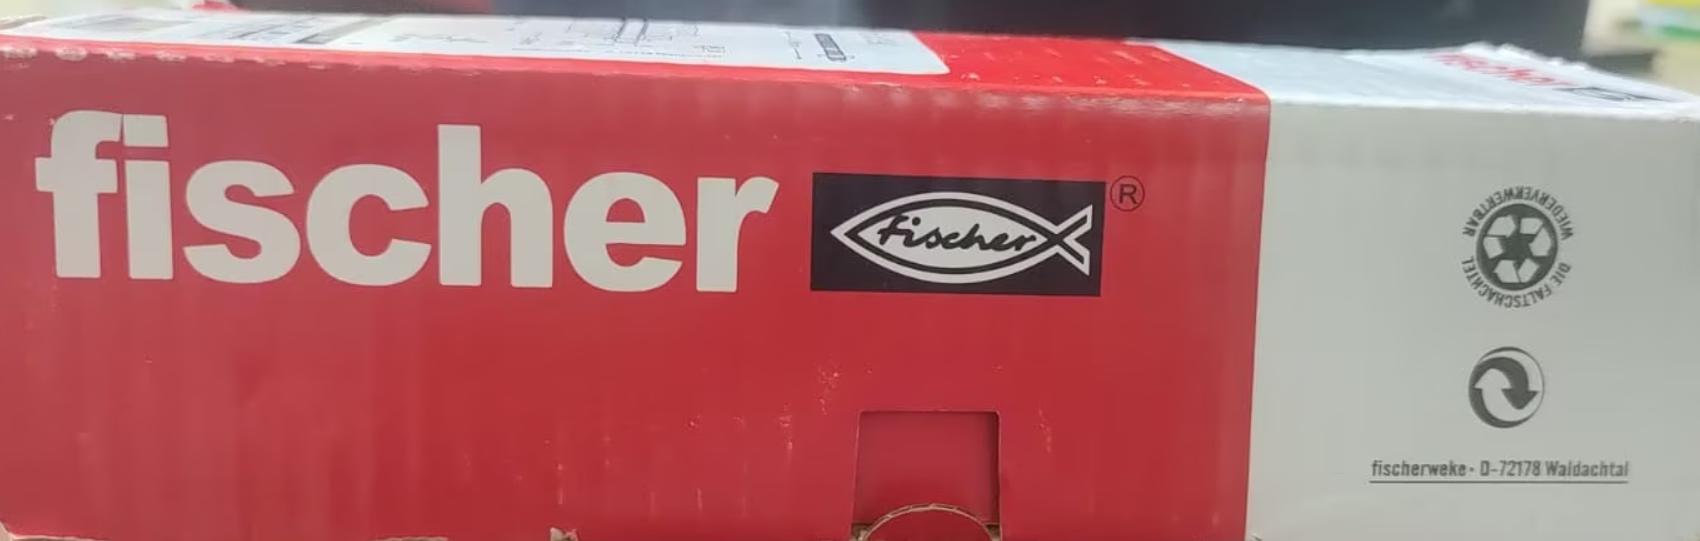 fischer
fischer
®
WIEDERVERWERTBAR
DIE FALTSCHACHTEL
fischerweke · D-72178 Waldachtal